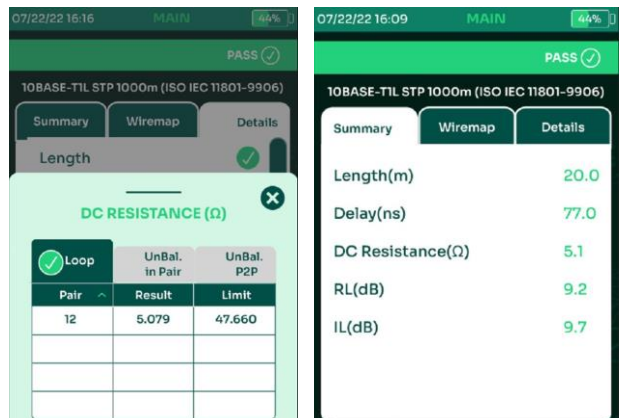 07/22/22 16:16 MAIN 44%
PASS
10BASE-T1L STP 1000m (ISO IEC 11801-9906)
Summary Wiremap Details
Length
DC RESISTANCE (Ω)
Loop UnBal. in Pair UnBal. P2P
Pair Result Limit
12 5.079 47.660
07/22/22 16:09 MAIN 44%
PASS
10BASE-T1L STP 1000m (ISO IEC 11801-9906)
Summary Wiremap Details
Length(m) 20.0
Delay(ns) 77.0
DC Resistance(Ω) 5.1
RL(dB) 9.2
IL(dB) 9.7